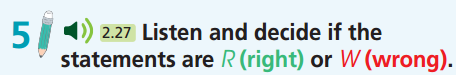 5 2.27 Listen and decide if the
statements are R (right) or W (wrong).